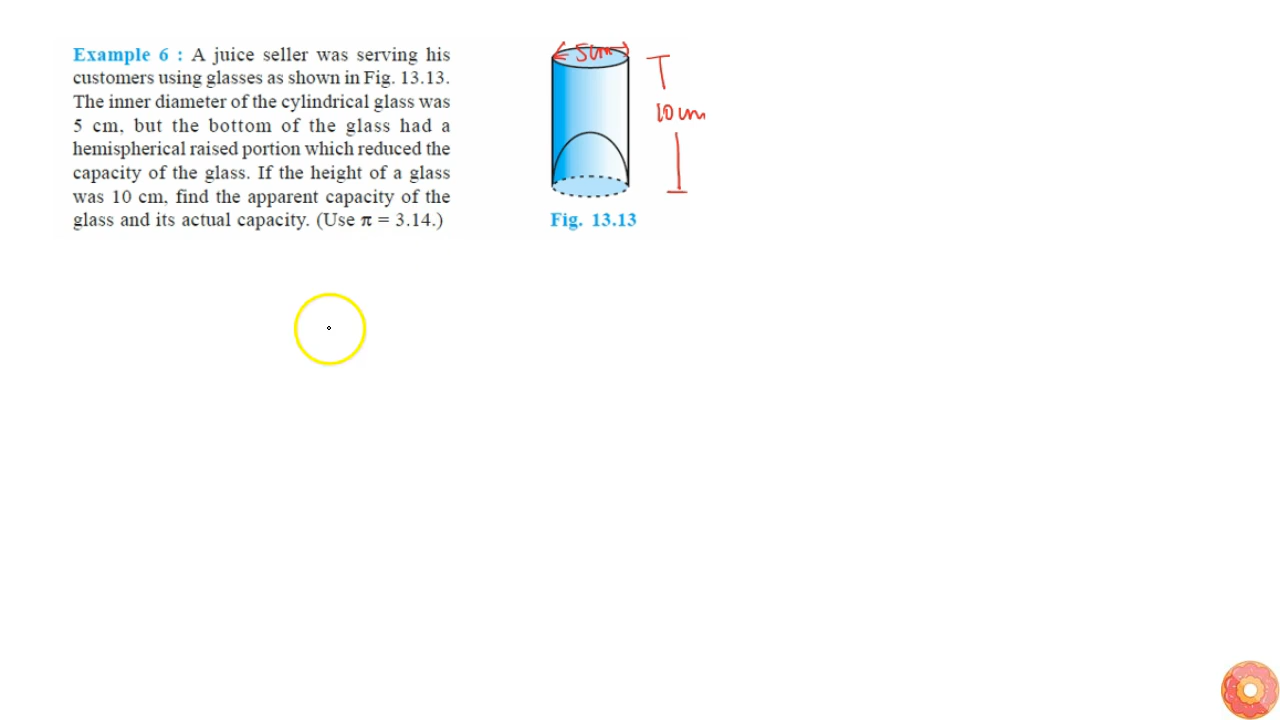 Example 6 : A juice seller was serving his
customers using glasses as shown in Fig. 13.13.
The inner diameter of the cylindrical glass was
5 cm, but the bottom of the glass had a
hemispherical raised portion which reduced the
capacity of the glass. If the height of a glass
was 10 cm, find the apparent capacity of the
glass and its actual capacity. (Use π = 3.14.)
5cm
10cm
Fig. 13.13